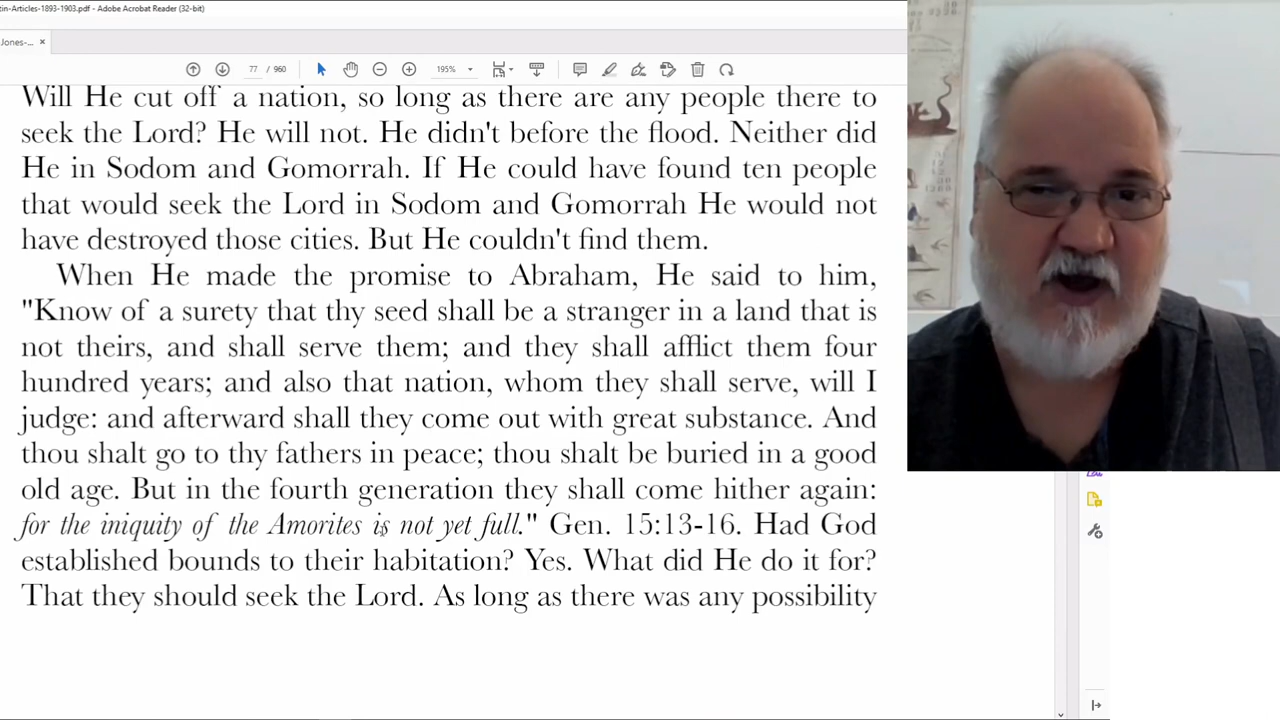 tin-Articles-1893-1903.pdf - Adobe Acrobat Reader (32-bit)
Jones-... ×
77 / 960 195%
Will He cut off a nation, so long as there are any people there to
seek the Lord? He will not. He didn't before the flood. Neither did
He in Sodom and Gomorrah. If He could have found ten people
that would seek the Lord in Sodom and Gomorrah He would not
have destroyed those cities. But He couldn't find them.
When He made the promise to Abraham, He said to him,
"Know of a surety that thy seed shall be a stranger in a land that is
not theirs, and shall serve them; and they shall afflict them four
hundred years; and also that nation, whom they shall serve, will I
judge: and afterward shall they come out with great substance. And
thou shalt go to thy fathers in peace; thou shalt be buried in a good
old age. But in the fourth generation they shall come hither again:
for the iniquity of the Amorites is not yet full." Gen. 15:13-16. Had God
established bounds to their habitation? Yes. What did He do it for?
That they should seek the Lord. As long as there was any possibility